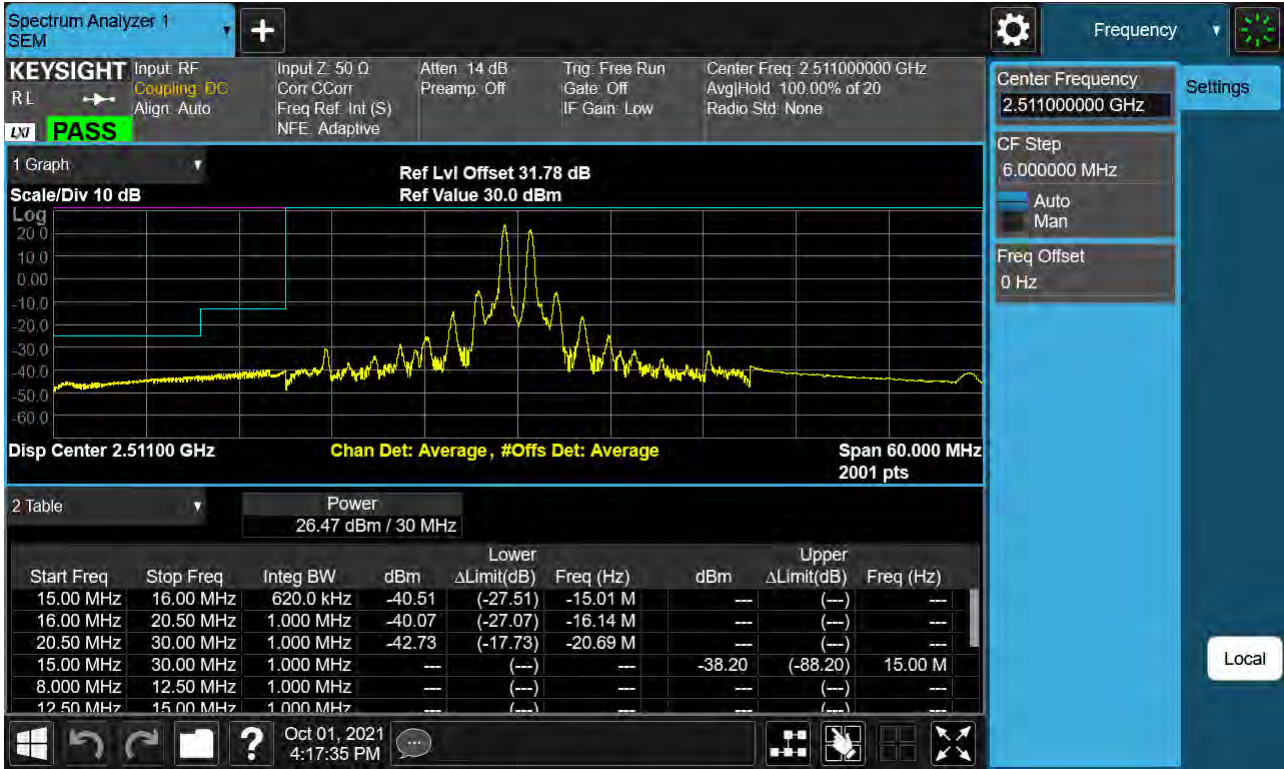 Spectrum Analyzer 1
SEM
Frequency
KEYSIGHT
R L
LXI
PASS
Input: RF
Coupling: DC
Align: Auto
Input Z: 50 Ω
Corr CCorr
Freq Ref: Int (S)
NFE: Adaptive
Atten: 14 dB
Preamp: Off
Trig: Free Run
Gate: Off
IF Gain: Low
Center Freq: 2.511000000 GHz
Avg|Hold: 100.00% of 20
Radio Std: None
Center Frequency
2.511000000 GHz
Settings
CF Step
6.000000 MHz
Auto
Man
Freq Offset
0 Hz
Local
1 Graph
Ref Lvl Offset 31.78 dB
Scale/Div 10 dB
Ref Value 30.0 dBm
Log
20.0
10.0
0.00
-10.0
-20.0
-30.0
-40.0
-50.0
-60.0
Disp Center 2.51100 GHz
Chan Det: Average , #Offs Det: Average
Span 60.000 MHz
2001 pts
2 Table
Power
26.47 dBm / 30 MHz
Lower Upper
Start Freq Stop Freq Integ BW dBm ΔLimit(dB) Freq (Hz) dBm ΔLimit(dB) Freq (Hz)
15.00 MHz 16.00 MHz 620.0 kHz -40.51 (-27.51) -15.01 M --- (---) ---
16.00 MHz 20.50 MHz 1.000 MHz -40.07 (-27.07) -16.14 M --- (---) ---
20.50 MHz 30.00 MHz 1.000 MHz -42.73 (-17.73) -20.69 M --- (---) ---
15.00 MHz 30.00 MHz 1.000 MHz --- (---) --- -38.20 (-88.20) 15.00 M
8.000 MHz 12.50 MHz 1.000 MHz --- (---) --- --- (---) ---
12.50 MHz 15.00 MHz 1.000 MHz --- (---) --- --- (---) ---
Oct 01, 2021
4:17:35 PM